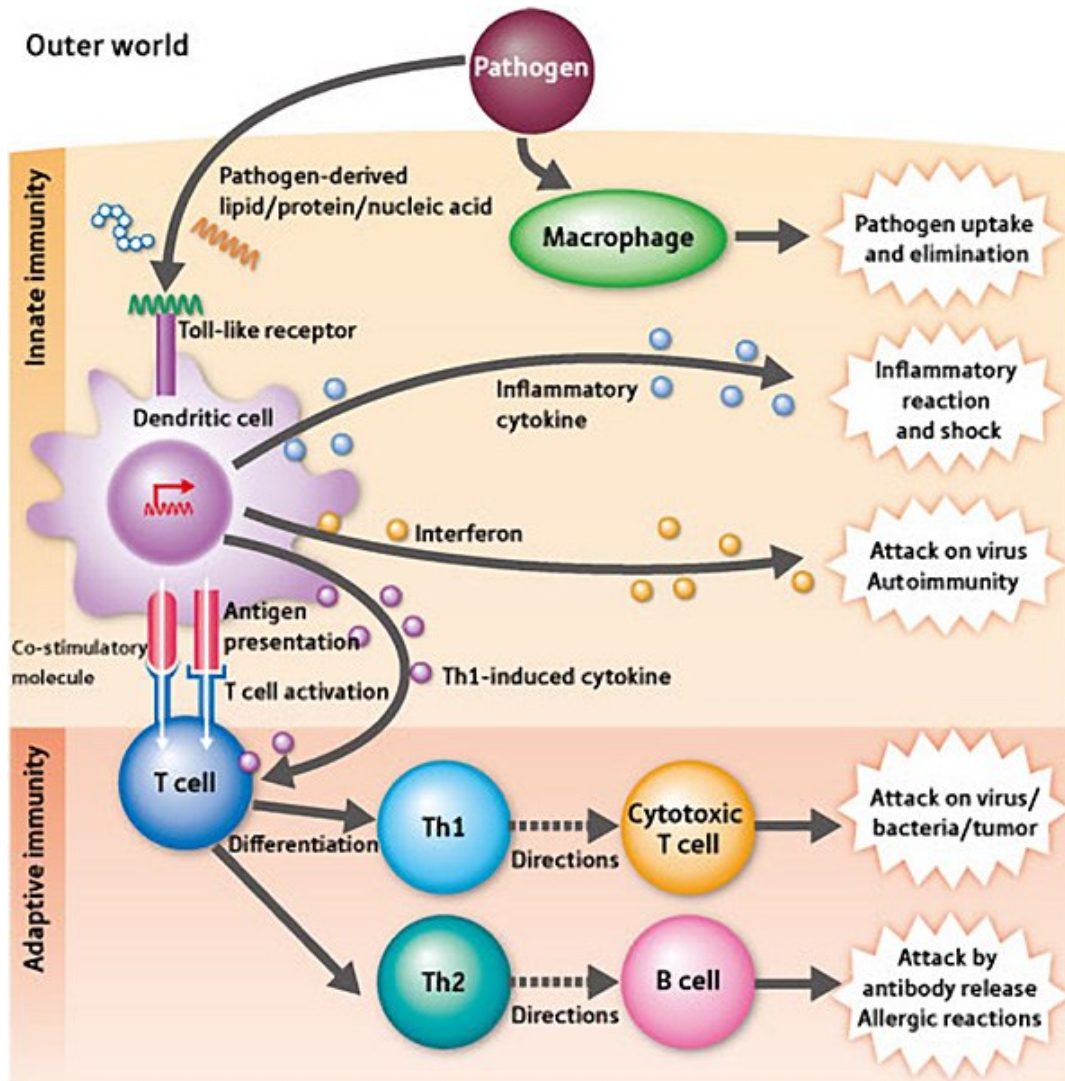 Outer world
Pathogen
Innate immunity
Pathogen-derived
lipid/protein/nucleic acid
Macrophage
Pathogen uptake
and elimination
Toll-like receptor
Dendritic cell
Inflammatory
cytokine
Inflammatory
reaction
and shock
Interferon
Attack on virus
Autoimmunity
Antigen
presentation
Co-stimulatory
molecule
T cell activation
Th1-induced cytokine
Adaptive immunity
T cell
Differentiation
Th1
Directions
Cytotoxic
T cell
Attack on virus/
bacteria/tumor
Th2
Directions
B cell
Attack by
antibody release
Allergic reactions